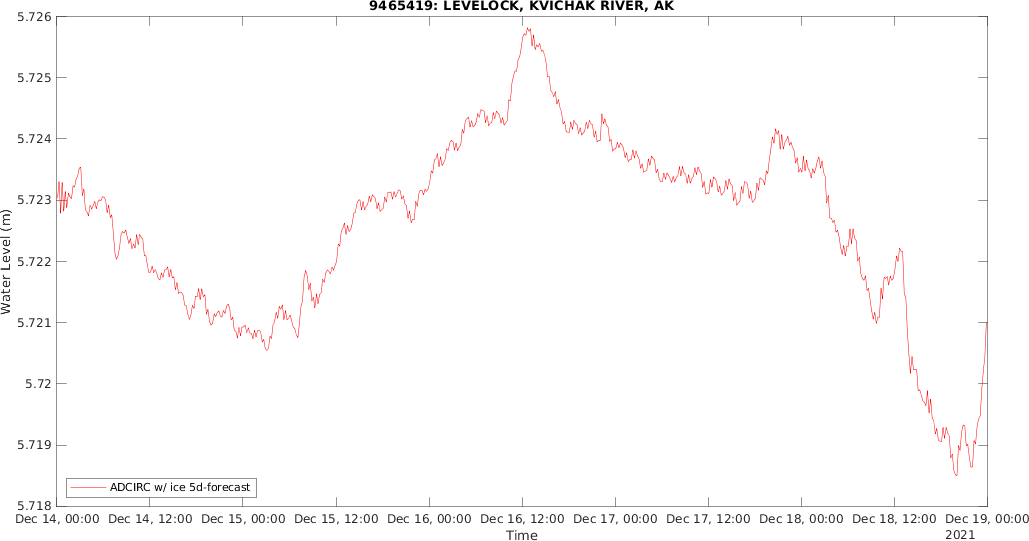 9465419: LEVELOCK, KVICHAK RIVER, AK
Water Level (m)
5.726
5.725
5.724
5.723
5.722
5.721
5.72
5.719
5.718
ADCIRC w/ ice 5d-forecast
Dec 14, 00:00 Dec 14, 12:00 Dec 15, 00:00 Dec 15, 12:00 Dec 16, 00:00 Dec 16, 12:00 Dec 17, 00:00 Dec 17, 12:00 Dec 18, 00:00 Dec 18, 12:00 Dec 19, 00:00
2021
Time